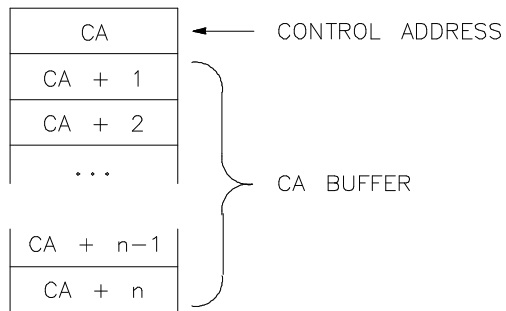 CA
CONTROL ADDRESS
CA + 1
CA + 2
...
CA BUFFER
CA + n-1
CA + n